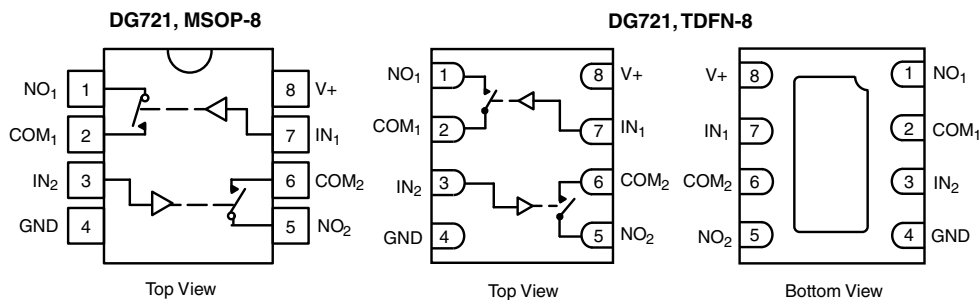 DG721, MSOP-8
NO1 1 8 V+
COM1 2 7 IN1
IN2 3 6 COM2
GND 4 5 NO2
Top View
DG721, TDFN-8
NO1 1 8 V+
COM1 2 7 IN1
IN2 3 6 COM2
GND 4 5 NO2
Top View
V+ 8 1 NO1
IN1 7 2 COM1
COM2 6 3 IN2
NO2 5 4 GND
Bottom View